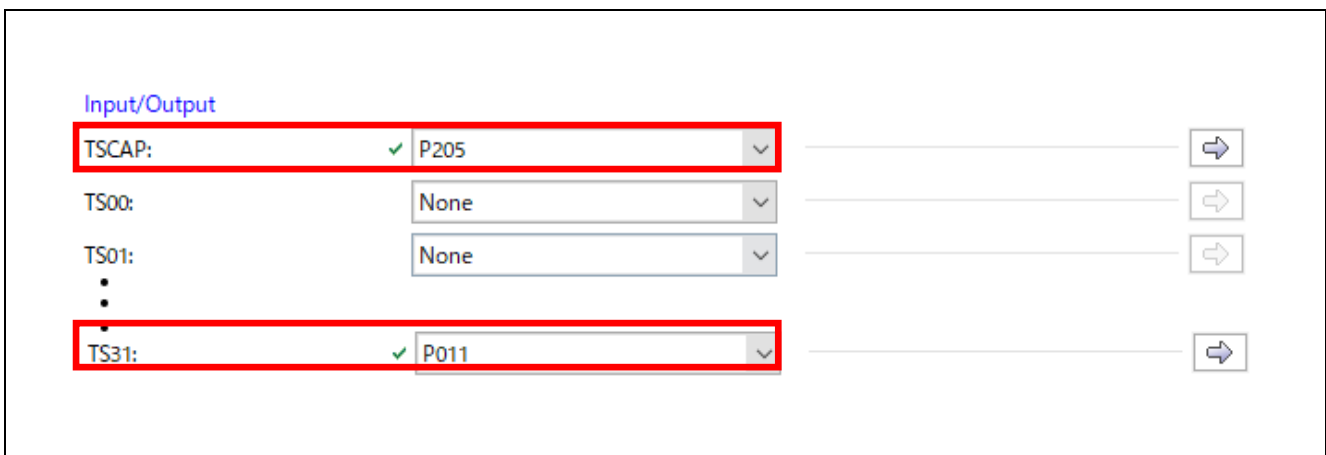 Input/Output
TSCAP: P205
TS00: None
TS01: None
TS31: P011